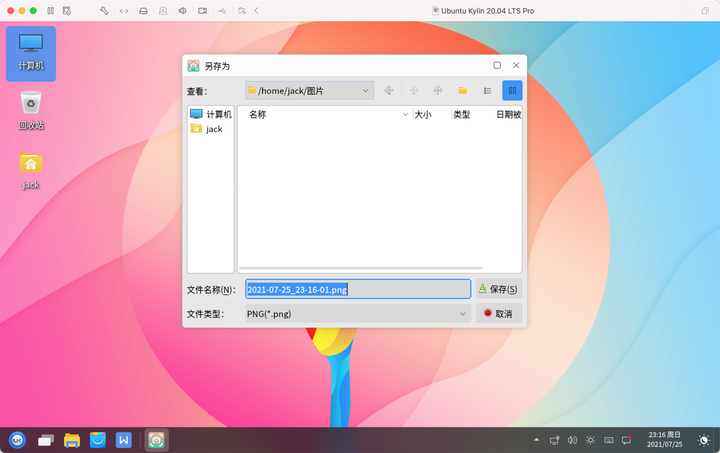 Ubuntu Kylin 20.04 LTS Pro
计算机
回收站
jack
另存为
查看：
/home/jack/图片
计算机
jack
名称
大小
类型
日期被
文件名称(N)：
2021-07-25_23-16-01.png
保存(S)
文件类型：
PNG(*.png)
取消
23:16 周日
2021/07/25